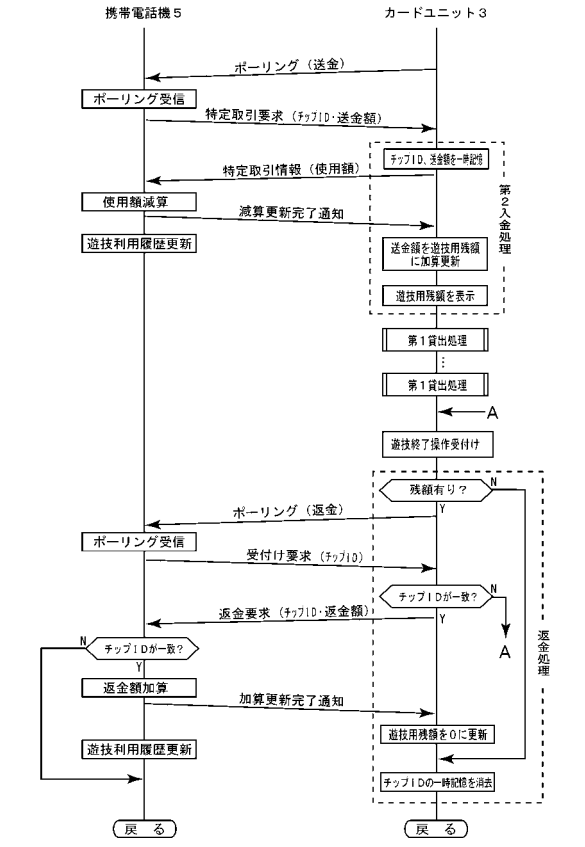 携帯電話機５
カードユニット３
ポーリング（送金）
ポーリング受信
特定取引要求（ﾁｯﾌﾟID・送金額）
チップＩＤ、送金額を一時記憶
特定取引情報（使用額）
使用額減算
減算更新完了通知
遊技利用履歴更新
送金額を遊技用残額
に加算更新
遊技用残額を表示
第２入金処理
第１貸出処理
⋮
第１貸出処理
A
遊技終了操作受付け
残額有り？
N
Y
ポーリング（返金）
ポーリング受信
受付け要求（ﾁｯﾌﾟID）
チップＩＤが一致？
N
Y
A
返金要求（ﾁｯﾌﾟID・返金額）
N
チップＩＤが一致？
Y
返金額加算
加算更新完了通知
遊技用残額を０に更新
遊技利用履歴更新
チップＩＤの一時記憶を消去
返金処理
戻 る
戻 る